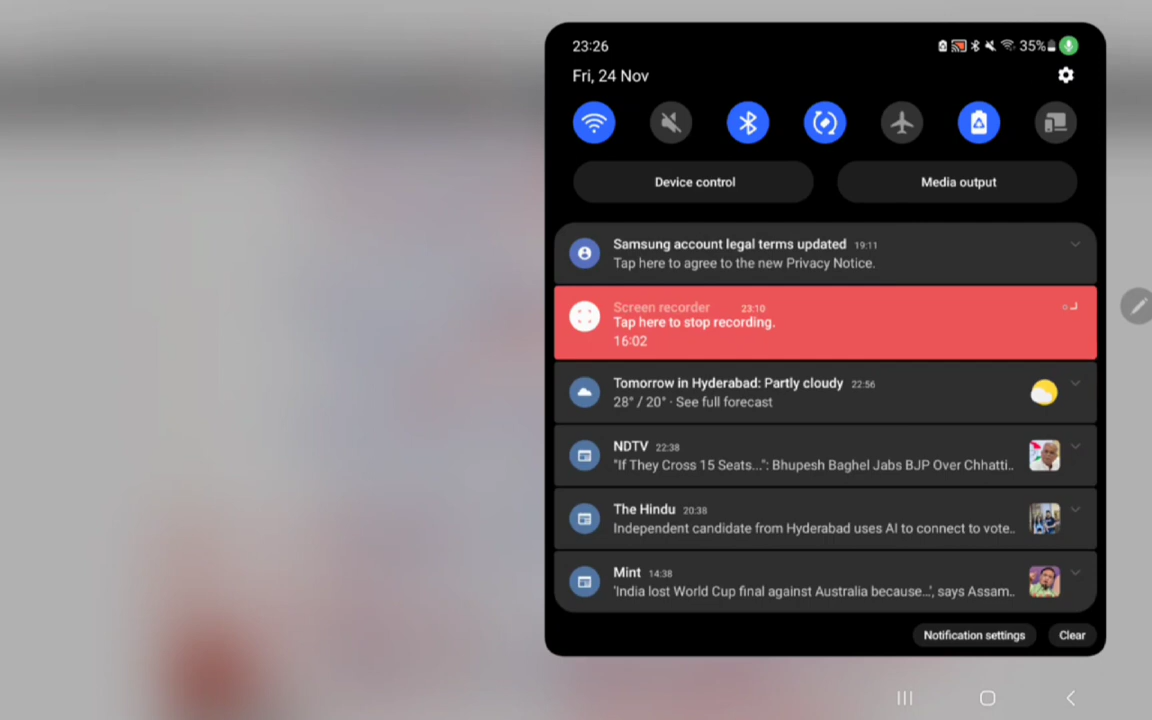 23:26
35%
Fri, 24 Nov
Device control
Media output
Samsung account legal terms updated 19:11
Tap here to agree to the new Privacy Notice.
Screen recorder 23:10
Tap here to stop recording.
16:02
Tomorrow in Hyderabad: Partly cloudy 22:56
28° / 20° · See full forecast
NDTV 22:38
"If They Cross 15 Seats...": Bhupesh Baghel Jabs BJP Over Chhatti..
The Hindu 20:38
Independent candidate from Hyderabad uses AI to connect to vote..
Mint 14:38
'India lost World Cup final against Australia because...', says Assam..
Notification settings
Clear